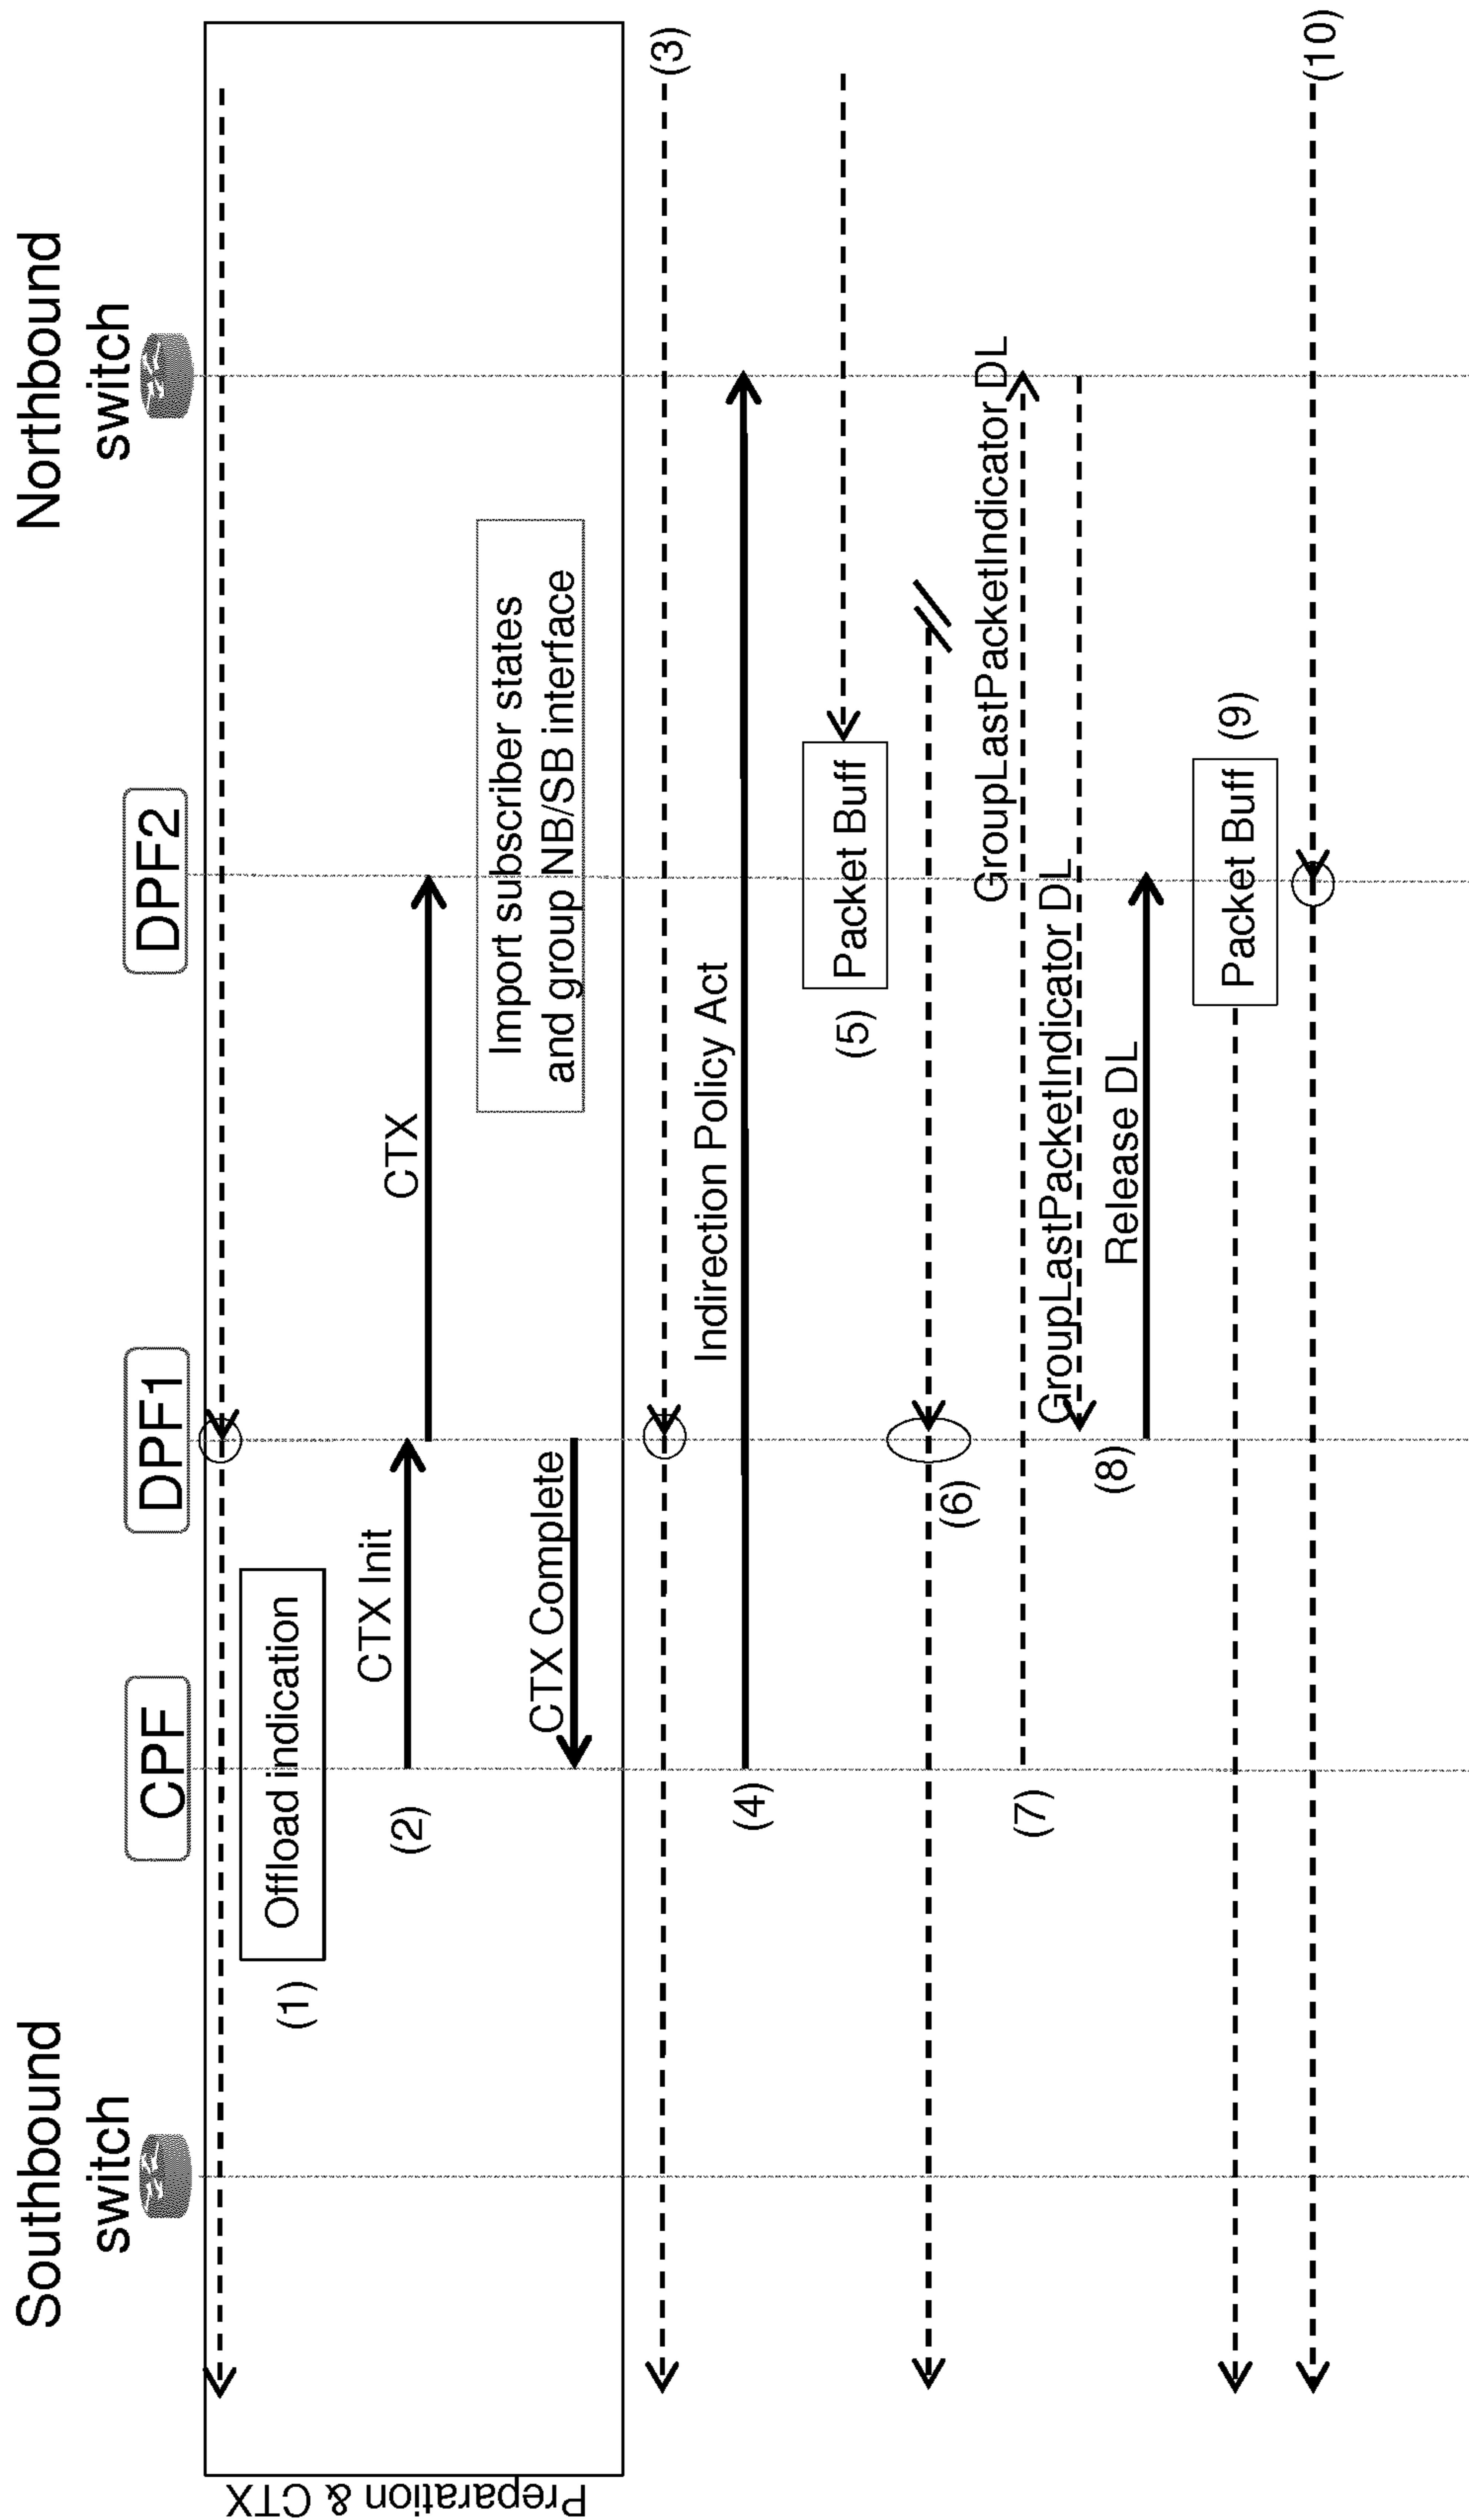 Southbound
switch
CPF
DPF1
DPF2
Northbound
switch
Preparation & CTX
(1)
Offload indication
(2)
CTX Init
CTX
Import subscriber states
and group NB/SB interface
CTX Complete
(3)
(4)
Indirection Policy Act
(5)
Packet Buff
(6)
(7)
GroupLastPacketIndicator DL
GroupLastPacketIndicator DL
(8)
Release DL
Packet Buff
(9)
(10)